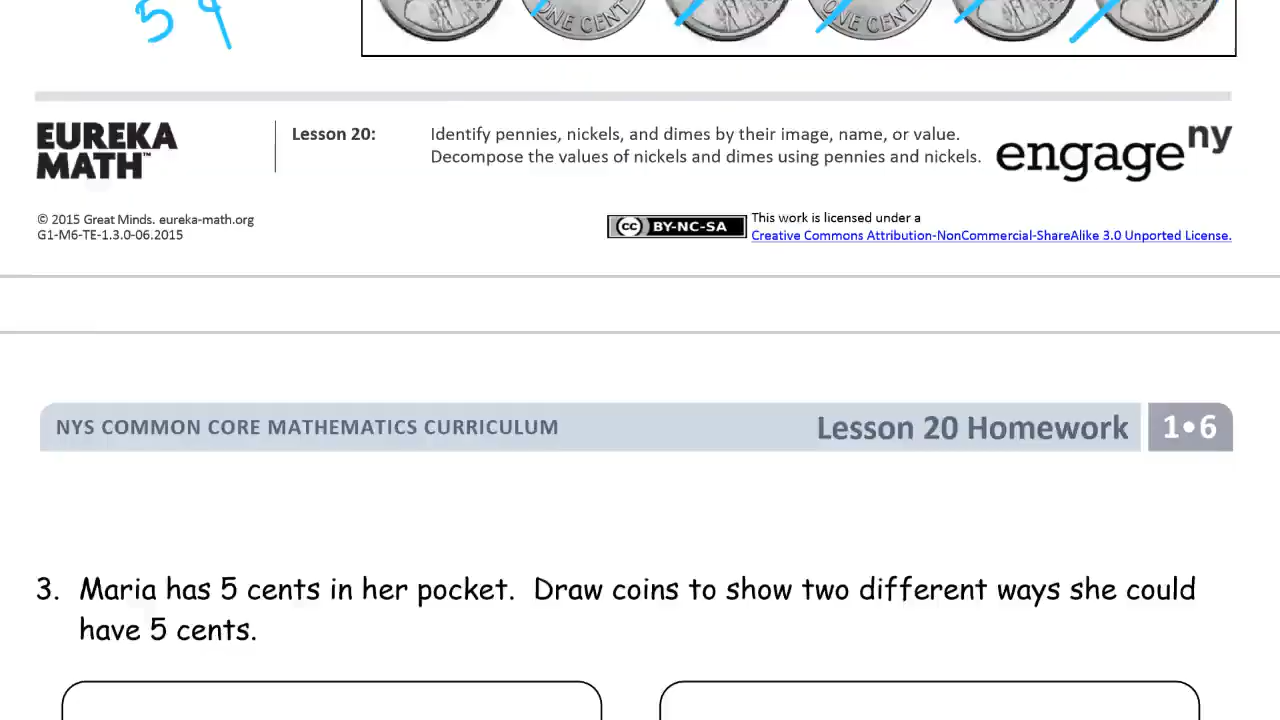 5
ONE CENT
ONE CENT
EUREKA
MATH™
Lesson 20:
Identify pennies, nickels, and dimes by their image, name, or value.
Decompose the values of nickels and dimes using pennies and nickels.
engage ny
© 2015 Great Minds. eureka-math.org
G1-M6-TE-1.3.0-06.2015
cc BY-NC-SA
This work is licensed under a
Creative Commons Attribution-NonCommercial-ShareAlike 3.0 Unported License.
NYS COMMON CORE MATHEMATICS CURRICULUM
Lesson 20 Homework
1•6
3. Maria has 5 cents in her pocket. Draw coins to show two different ways she could
have 5 cents.